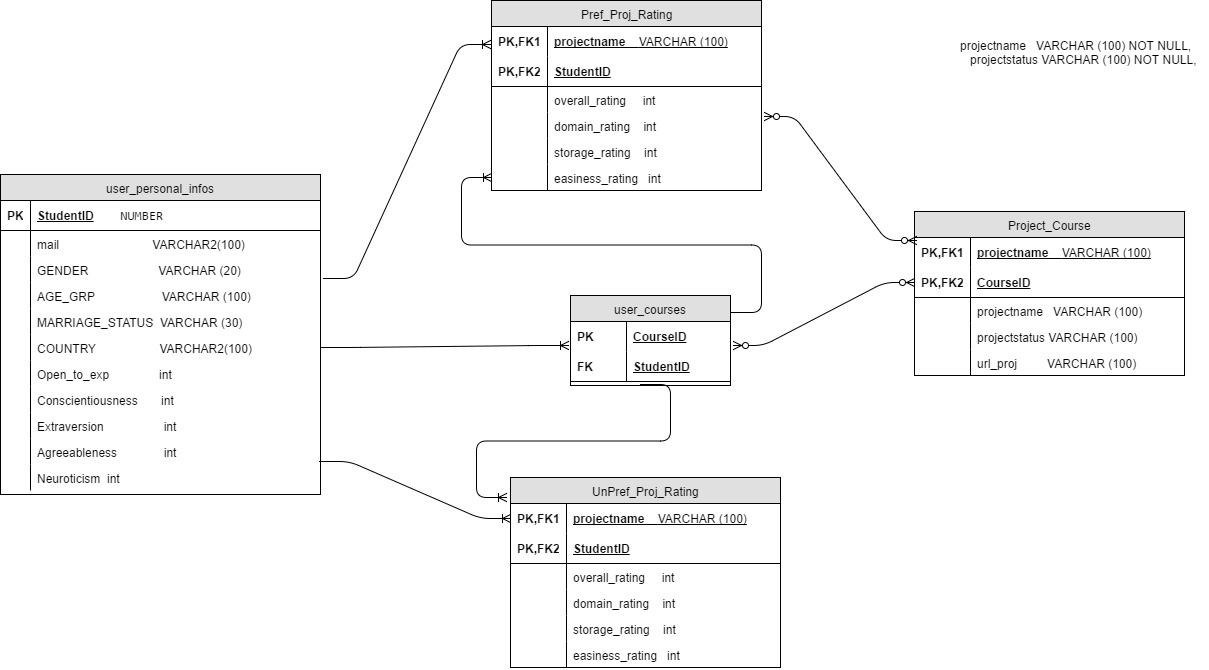 Pref_Proj_Rating
PK,FK1 projectname VARCHAR (100)
PK,FK2 StudentID
overall_rating int
domain_rating int
storage_rating int
easiness_rating int
projectname VARCHAR (100) NOT NULL,
projectstatus VARCHAR (100) NOT NULL,
user_personal_infos
PK StudentID NUMBER
mail VARCHAR2(100)
GENDER VARCHAR (20)
AGE_GRP VARCHAR (100)
MARRIAGE_STATUS VARCHAR (30)
COUNTRY VARCHAR2(100)
Open_to_exp int
Conscientiousness int
Extraversion int
Agreeableness int
Neuroticism int
Project_Course
PK,FK1 projectname VARCHAR (100)
PK,FK2 CourseID
projectname VARCHAR (100)
projectstatus VARCHAR (100)
url_proj VARCHAR (100)
user_courses
PK CourseID
FK StudentID
UnPref_Proj_Rating
PK,FK1 projectname VARCHAR (100)
PK,FK2 StudentID
overall_rating int
domain_rating int
storage_rating int
easiness_rating int